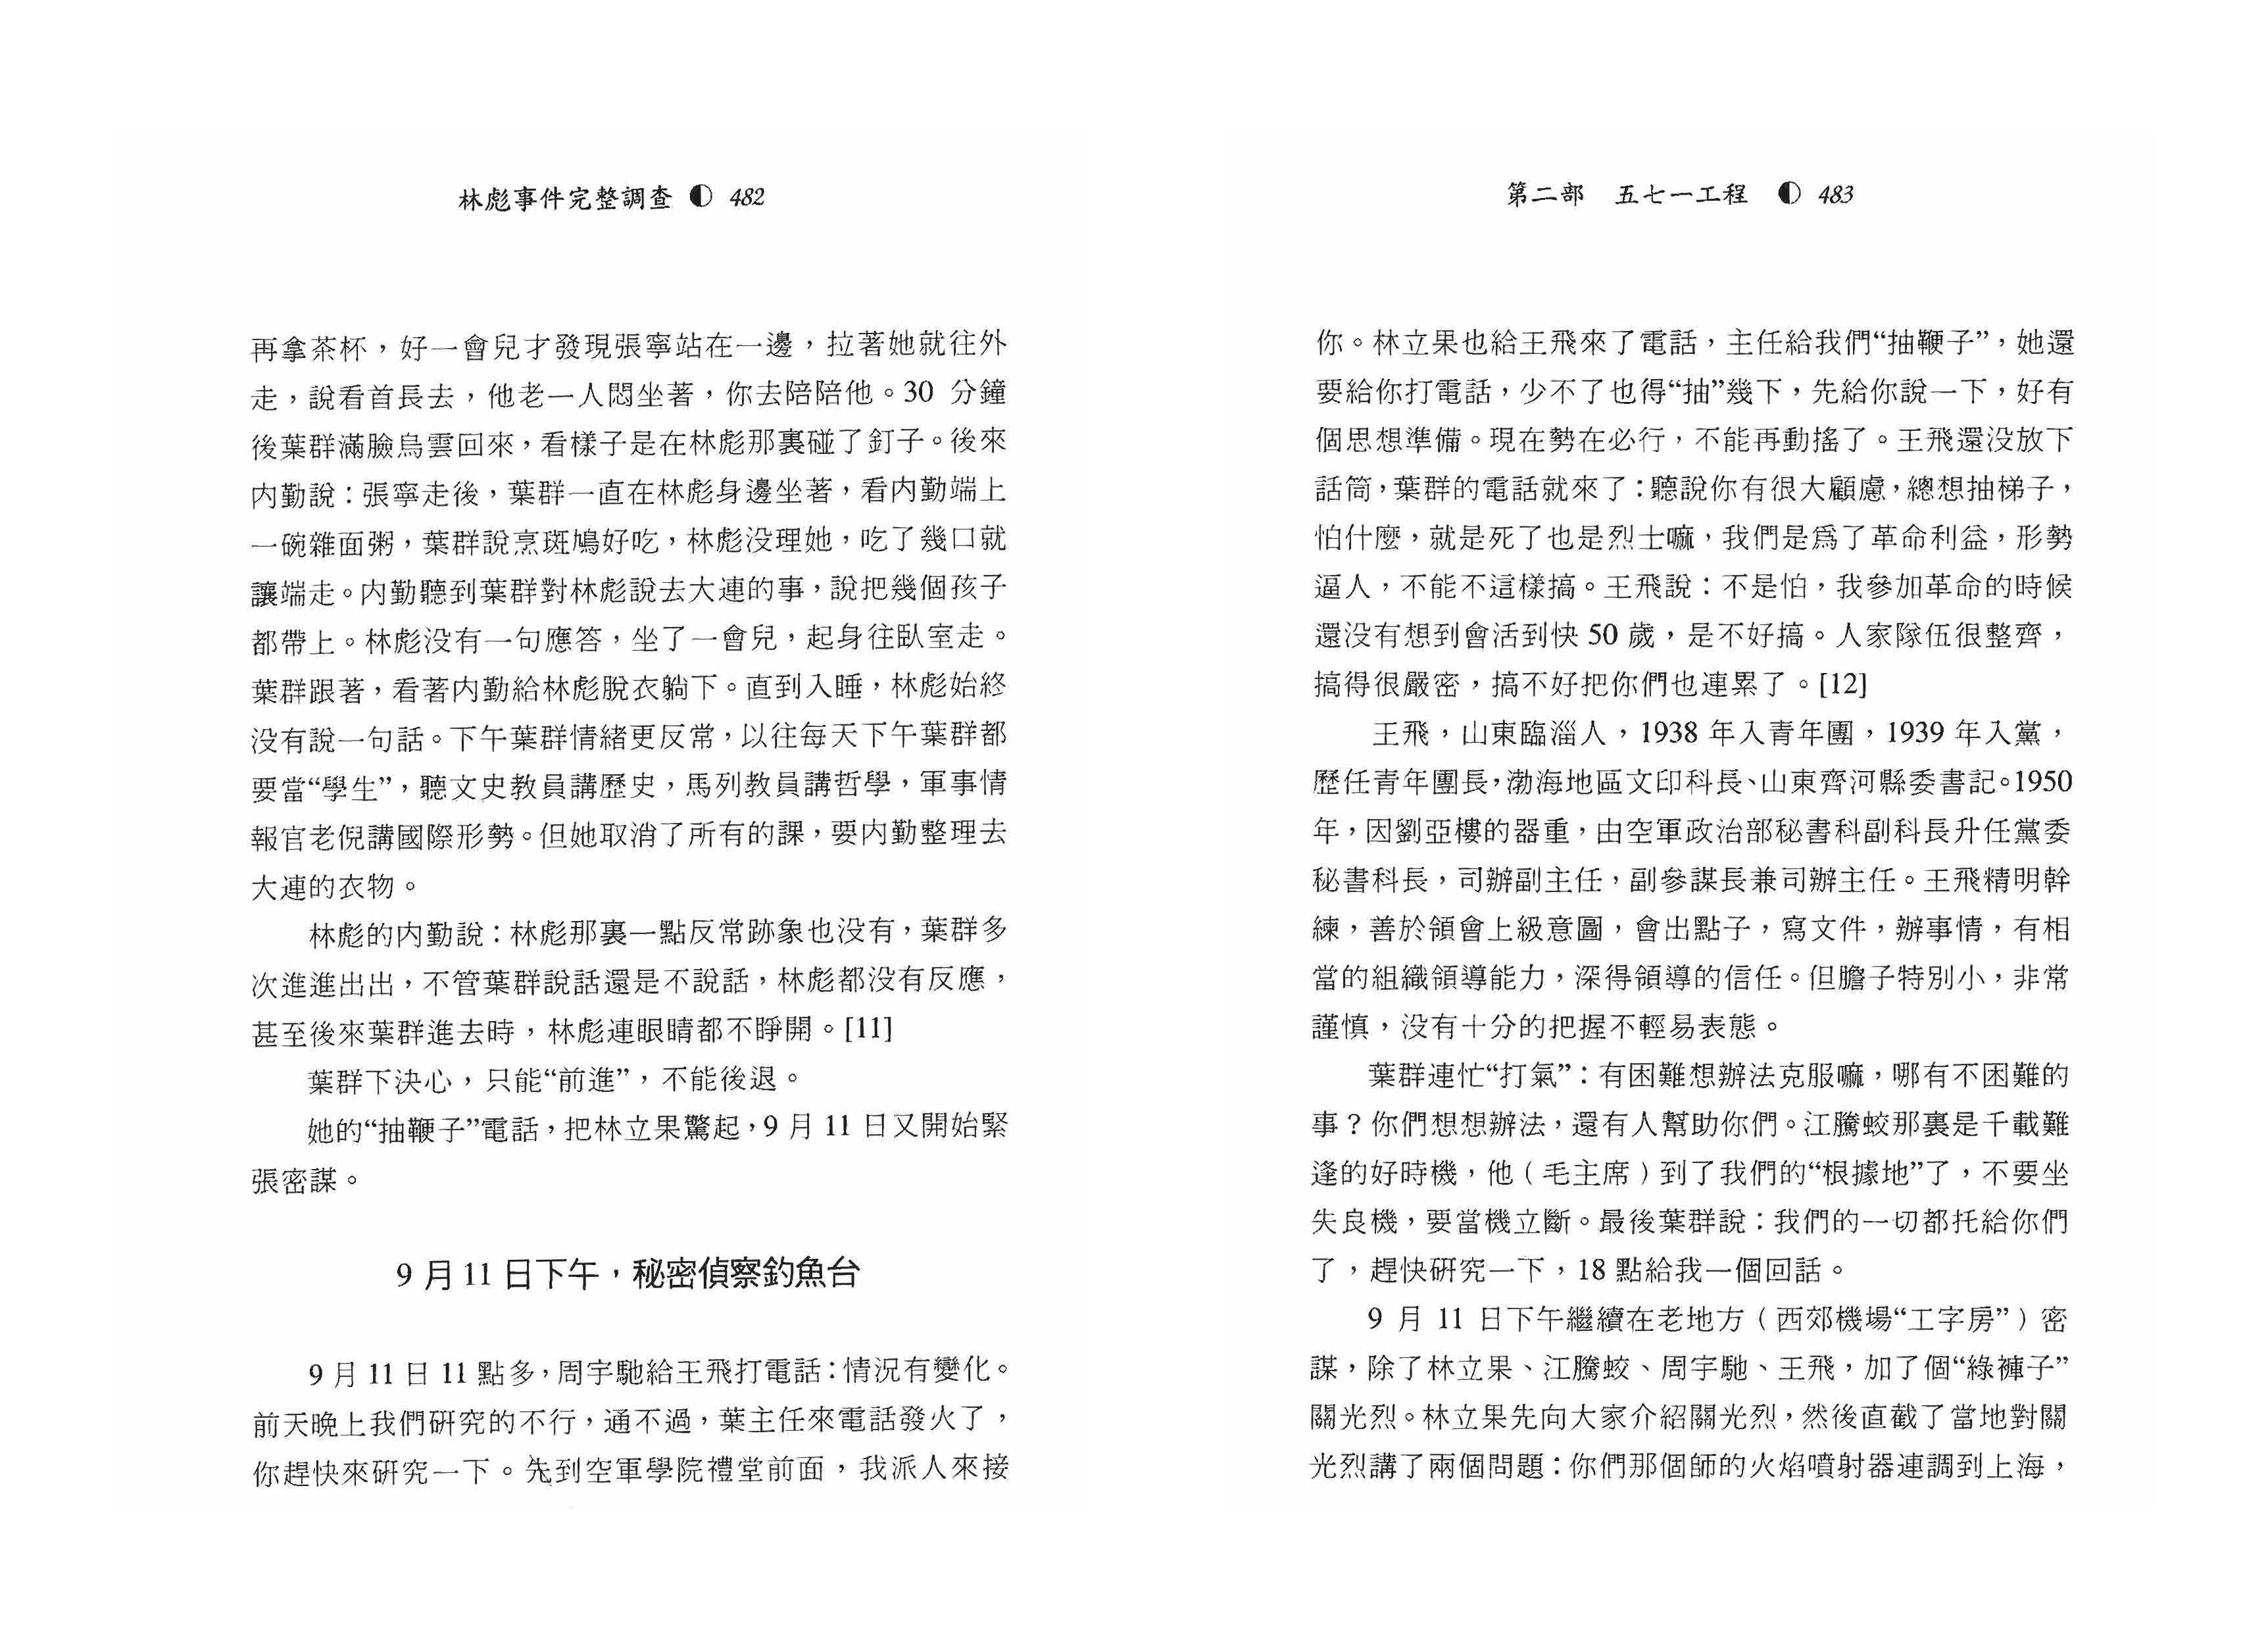 林彪事件完整調查 ◐ 482
再拿茶杯，好一會兒才發現張寧站在一邊，拉著她就往外
走，說看首長去，他老一人悶坐著，你去陪陪他。30 分鐘
後葉群滿臉烏雲回來，看樣子是在林彪那裏碰了釘子。後來
内勤說：張寧走後，葉群一直在林彪身邊坐著，看内勤端上
一碗雜面粥，葉群說烹斑鳩好吃，林彪没理她，吃了幾口就
讓端走。内勤聽到葉群對林彪說去大連的事，說把幾個孩子
都帶上。林彪没有一句應答，坐了一會兒，起身往臥室走。
葉群跟著，看著内勤給林彪脫衣躺下。直到入睡，林彪始終
没有說一句話。下午葉群情緒更反常，以往每天下午葉群都
要當“學生”，聽文史教員講歷史，馬列教員講哲學，軍事情
報官老倪講國際形勢。但她取消了所有的課，要内勤整理去
大連的衣物。
林彪的内勤說：林彪那裏一點反常跡象也没有，葉群多
次進進出出，不管葉群說話還是不說話，林彪都没有反應，
甚至後來葉群進去時，林彪連眼睛都不睜開。[11]
葉群下決心，只能“前進”，不能後退。
她的“抽鞭子”電話，把林立果驚起，9 月 11 日又開始緊
張密謀。
9 月 11 日下午，秘密偵察釣魚台
9 月 11 日 11 點多，周宇馳給王飛打電話：情況有變化。
前天晚上我們研究的不行，通不過，葉主任來電話發火了，
你趕快來研究一下。先到空軍學院禮堂前面，我派人來接
第二部 五七一工程 ◐ 483
你。林立果也給王飛來了電話，主任給我們“抽鞭子”，她還
要給你打電話，少不了也得“抽”幾下，先給你說一下，好有
個思想準備。現在勢在必行，不能再動搖了。王飛還没放下
話筒，葉群的電話就來了：聽說你有很大顧慮，總想抽梯子，
怕什麼，就是死了也是烈士嘛，我們是爲了革命利益，形勢
逼人，不能不這樣搞。王飛說：不是怕，我參加革命的時候
還没有想到會活到快 50 歲，是不好搞。人家隊伍很整齊，
搞得很嚴密，搞不好把你們也連累了。[12]
王飛，山東臨淄人，1938 年入青年團，1939 年入黨，
歷任青年團長，渤海地區文印科長、山東齊河縣委書記。1950
年，因劉亞樓的器重，由空軍政治部秘書科副科長升任黨委
秘書科長，司辦副主任，副參謀長兼司辦主任。王飛精明幹
練，善於領會上級意圖，會出點子，寫文件，辦事情，有相
當的組織領導能力，深得領導的信任。但膽子特別小，非常
謹慎，没有十分的把握不輕易表態。
葉群連忙“打氣”：有困難想辦法克服嘛，哪有不困難的
事？你們想想辦法，還有人幫助你們。江騰蛟那裏是千載難
逢的好時機，他（毛主席）到了我們的“根據地”了，不要坐
失良機，要當機立斷。最後葉群說：我們的一切都托給你們
了，趕快研究一下，18 點給我一個回話。
9 月 11 日下午繼續在老地方（西郊機場“工字房”）密
謀，除了林立果、江騰蛟、周宇馳、王飛，加了個“綠褲子”
關光烈。林立果先向大家介紹關光烈，然後直截了當地對關
光烈講了兩個問題：你們那個師的火焰噴射器連調到上海，